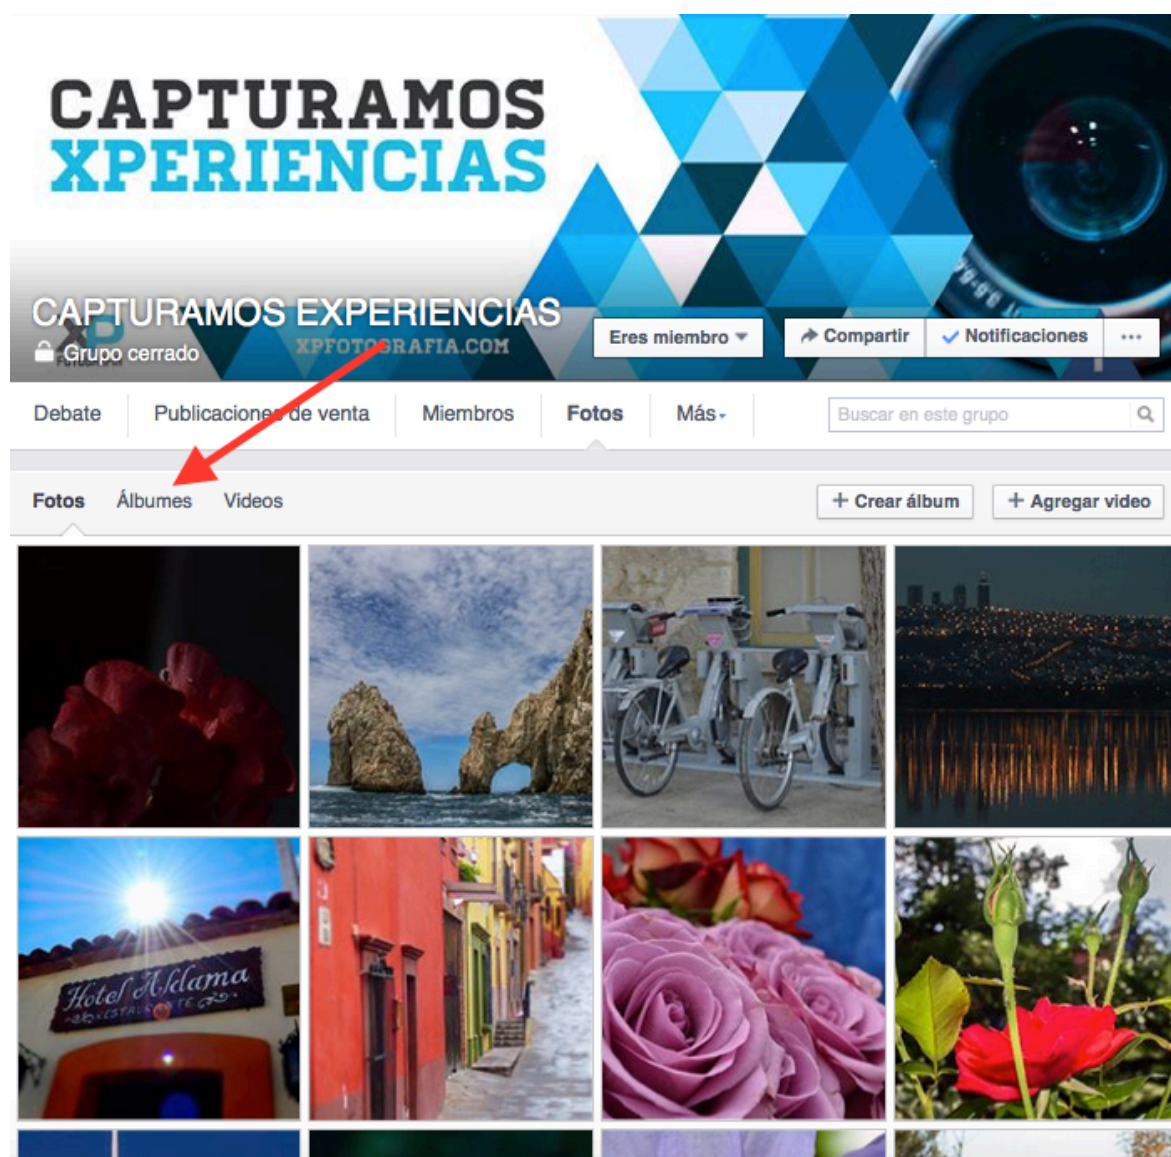 CAPTURAMOS
XPERIENCIAS
CAPTURAMOS EXPERIENCIAS
XP
Grupo cerrado
XPFOTOGRAFIA.COM
Eres miembro
Compartir
Notificaciones
Debate
Publicaciones de venta
Miembros
Fotos
Más
Buscar en este grupo
Fotos
Álbumes
Videos
+ Crear álbum
+ Agregar video
Hotel Aldama